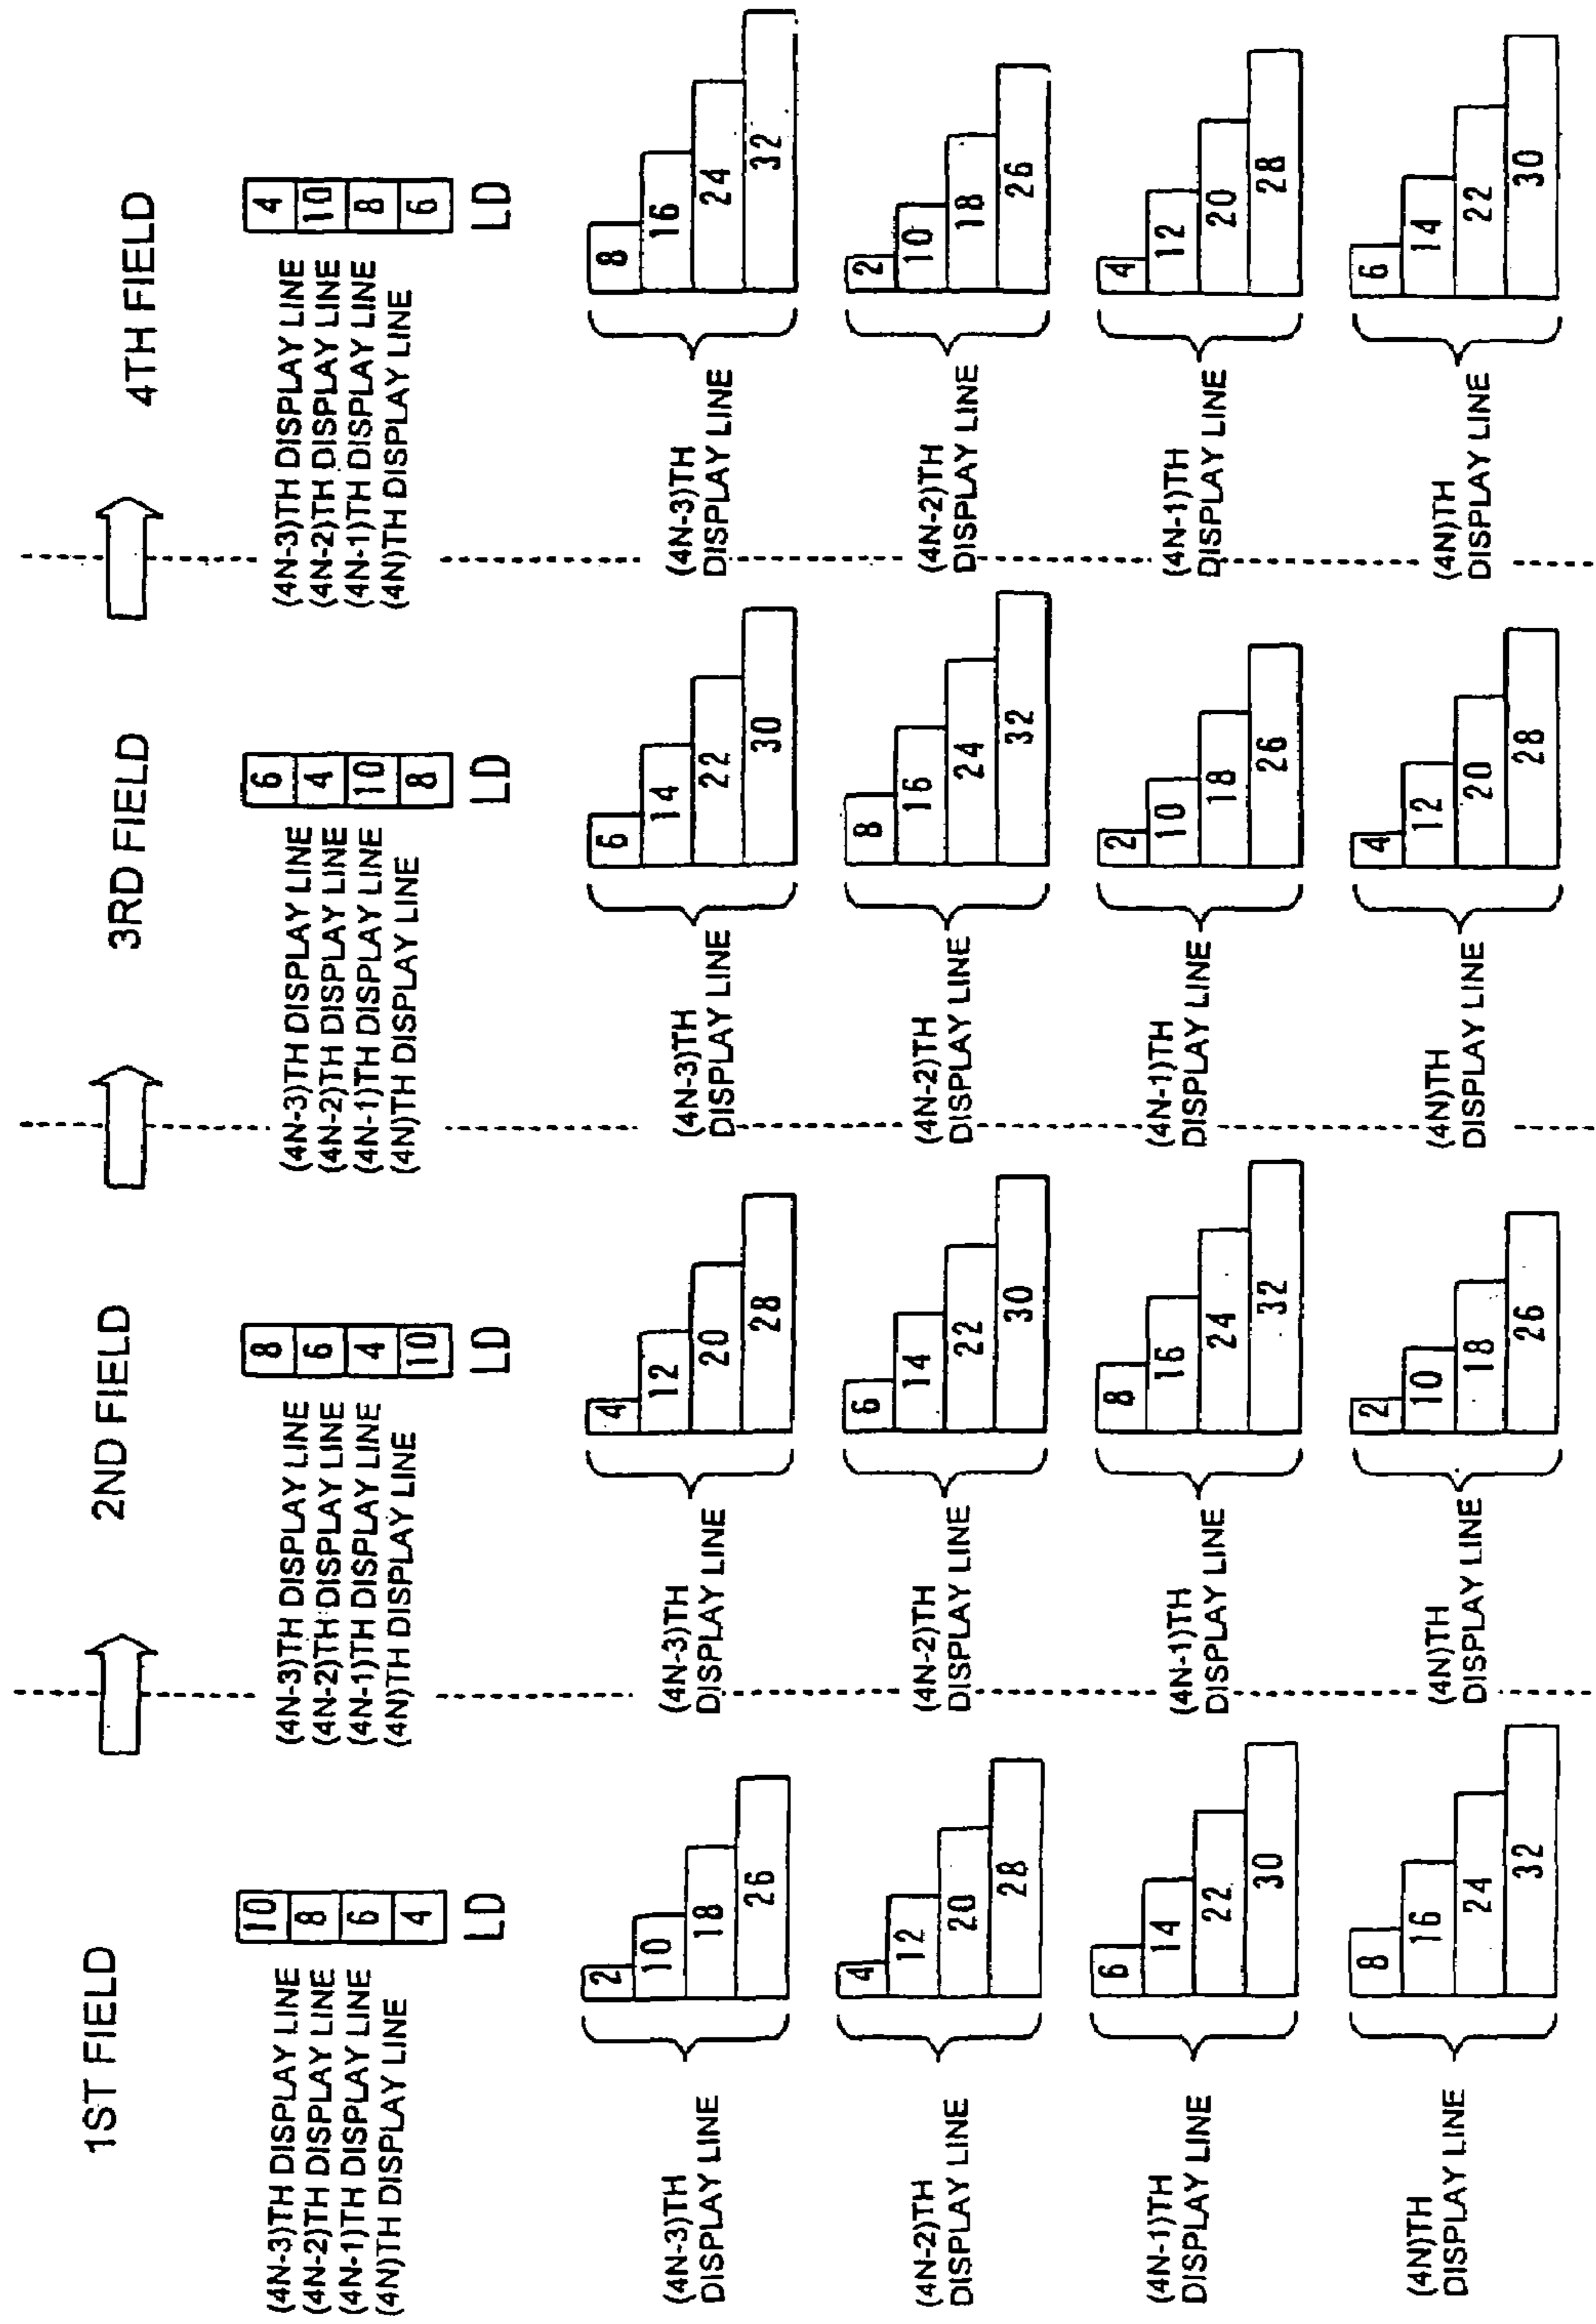 1ST FIELD
(4N-3)TH DISPLAY LINE 10
(4N-2)TH DISPLAY LINE 8
(4N-1)TH DISPLAY LINE 6
(4N)TH DISPLAY LINE 4
LD
(4N-3)TH
DISPLAY LINE
2
10
18
26
(4N-2)TH
DISPLAY LINE
4
12
20
28
(4N-1)TH
DISPLAY LINE
6
14
22
30
(4N)TH
DISPLAY LINE
8
16
24
32
2ND FIELD
(4N-3)TH DISPLAY LINE 8
(4N-2)TH DISPLAY LINE 6
(4N-1)TH DISPLAY LINE 4
(4N)TH DISPLAY LINE 10
LD
(4N-3)TH
DISPLAY LINE
4
12
20
28
(4N-2)TH
DISPLAY LINE
6
14
22
30
(4N-1)TH
DISPLAY LINE
8
16
24
32
(4N)TH
DISPLAY LINE
2
10
18
26
3RD FIELD
(4N-3)TH DISPLAY LINE 6
(4N-2)TH DISPLAY LINE 4
(4N-1)TH DISPLAY LINE 10
(4N)TH DISPLAY LINE 8
LD
(4N-3)TH
DISPLAY LINE
6
14
22
30
(4N-2)TH
DISPLAY LINE
8
16
24
32
(4N-1)TH
DISPLAY LINE
2
10
18
26
(4N)TH
DISPLAY LINE
4
12
20
28
4TH FIELD
(4N-3)TH DISPLAY LINE 4
(4N-2)TH DISPLAY LINE 10
(4N-1)TH DISPLAY LINE 8
(4N)TH DISPLAY LINE 6
LD
(4N-3)TH
DISPLAY LINE
8
16
24
32
(4N-2)TH
DISPLAY LINE
2
10
18
26
(4N-1)TH
DISPLAY LINE
4
12
20
28
(4N)TH
DISPLAY LINE
6
14
22
30